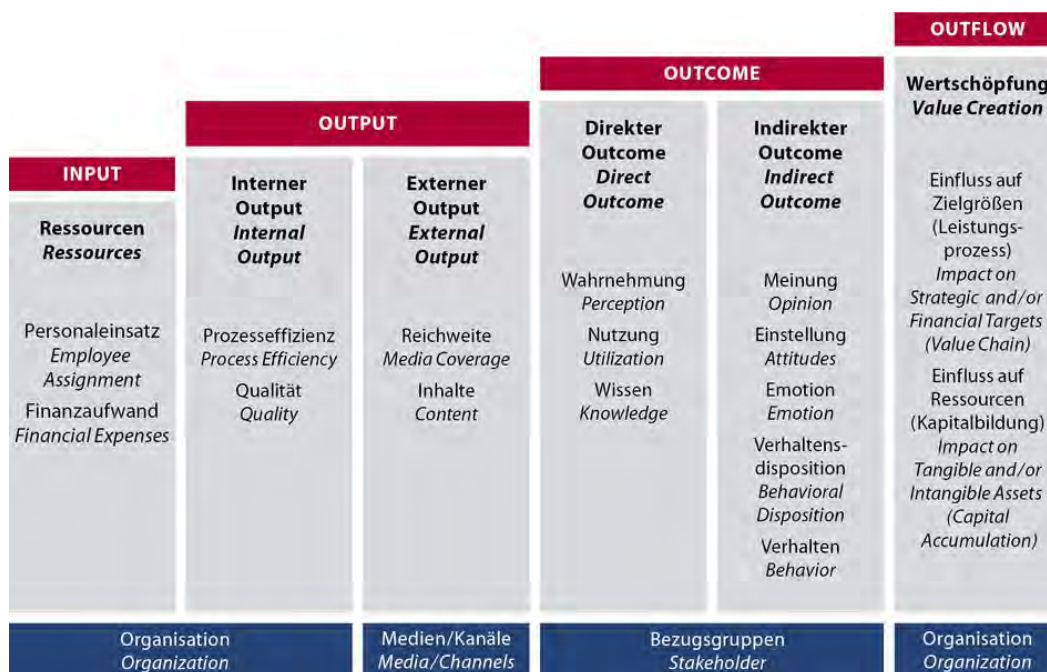 INPUT
Ressourcen
Ressources
Personaleinsatz
Employee
Assignment
Finanzaufwand
Financial Expenses
OUTPUT
Interner
Output
Internal
Output
Prozesseffizienz
Process Efficiency
Qualität
Quality
Externer
Output
External
Output
Reichweite
Media Coverage
Inhalte
Content
OUTCOME
Direkter
Outcome
Direct
Outcome
Wahrnehmung
Perception
Nutzung
Utilization
Wissen
Knowledge
Indirekter
Outcome
Indirect
Outcome
Meinung
Opinion
Einstellung
Attitudes
Emotion
Emotion
Verhaltens-
disposition
Behavioral
Disposition
Verhalten
Behavior
OUTFLOW
Wertschöpfung
Value Creation
Einfluss auf
Zielgrößen
(Leistungs-
prozess)
Impact on
Strategic and/or
Financial Targets
(Value Chain)
Einfluss auf
Ressourcen
(Kapitalbildung)
Impact on
Tangible and/or
Intangible Assets
(Capital
Accumulation)
Organisation
Organization
Medien/Kanäle
Media/Channels
Bezugsgruppen
Stakeholder
Organisation
Organization